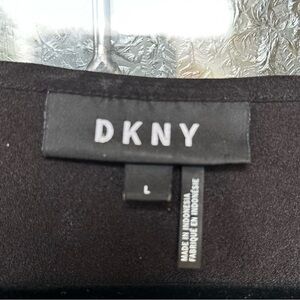 DKNY
L
MADE IN INDONESIA
FABRIQUÉ EN INDONÉSIE